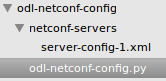 odl-netconf-config
netconf-servers
server-config-1.xml
odl-netconf-config.py